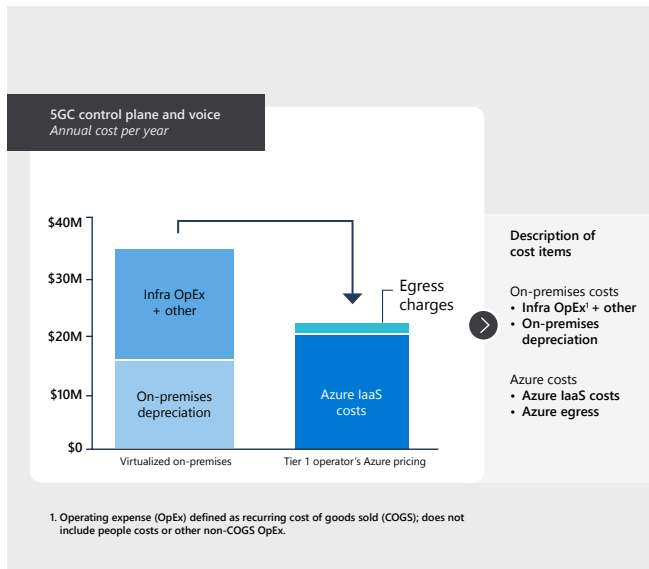 5GC control plane and voice
Annual cost per year
$40M
$30M
$20M
$10M
$0
Infra OpEx
+ other
On-premises
depreciation
Egress
charges
Azure IaaS
costs
Virtualized on-premises
Tier 1 operator's Azure pricing
Description of
cost items
On-premises costs
• Infra OpEx¹ + other
• On-premises
depreciation
Azure costs
• Azure IaaS costs
• Azure egress
1. Operating expense (OpEx) defined as recurring cost of goods sold (COGS); does not
include people costs or other non-COGS OpEx.